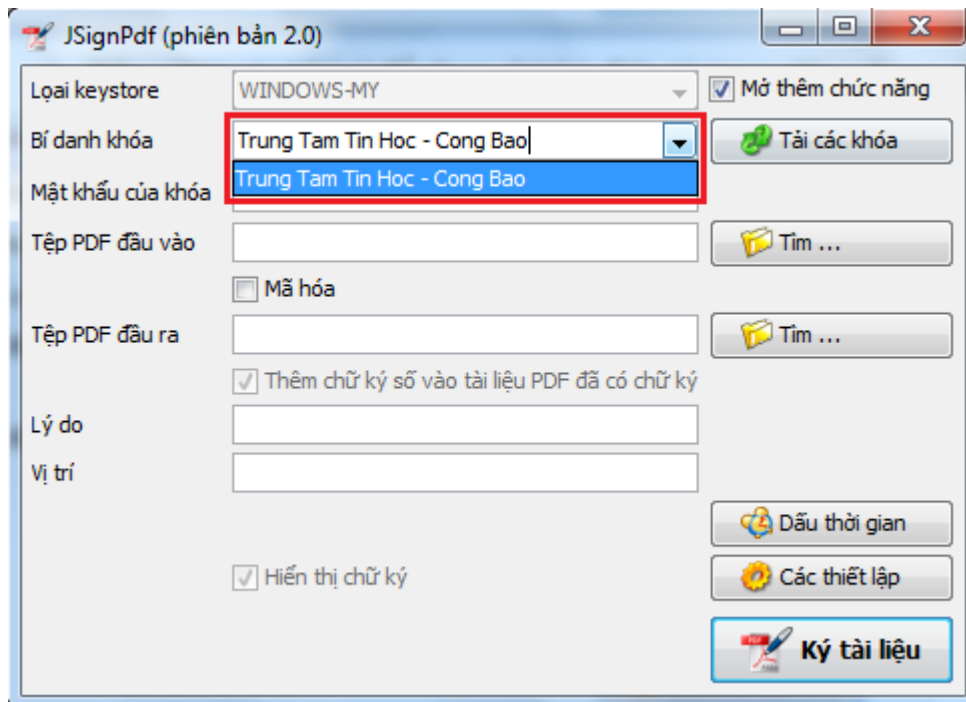 JSignPdf (phiên bản 2.0)
Lọai keystore WINDOWS-MY Mở thêm chức năng
Bí danh khóa Trung Tam Tin Hoc - Cong Bao Tải các khóa
Trung Tam Tin Hoc - Cong Bao
Mật khẩu của khóa
Tệp PDF đầu vào Tìm ...
Mã hóa
Tệp PDF đầu ra Tìm ...
Thêm chữ ký số vào tài liệu PDF đã có chữ ký
Lý do
Vị trí
Dấu thời gian
Hiển thị chữ ký Các thiết lập
Ký tài liệu